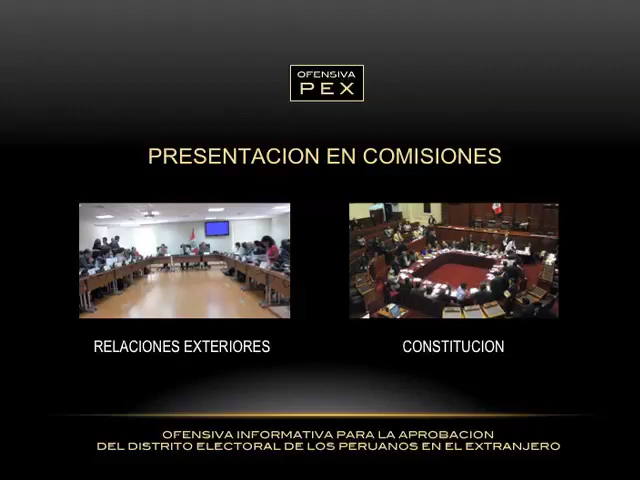 OFENSIVA
PEX
PRESENTACION EN COMISIONES
RELACIONES EXTERIORES
CONSTITUCION
OFENSIVA INFORMATIVA PARA LA APROBACION
DEL DISTRITO ELECTORAL DE LOS PERUANOS EN EL EXTRANJERO